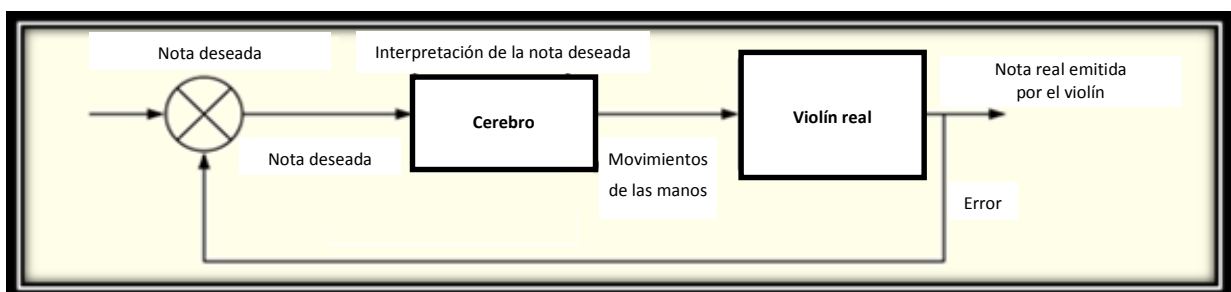 Nota deseada
Interpretación de la nota deseada
Nota real emitida
por el violín
Cerebro
Violín real
Nota deseada
Movimientos
de las manos
Error